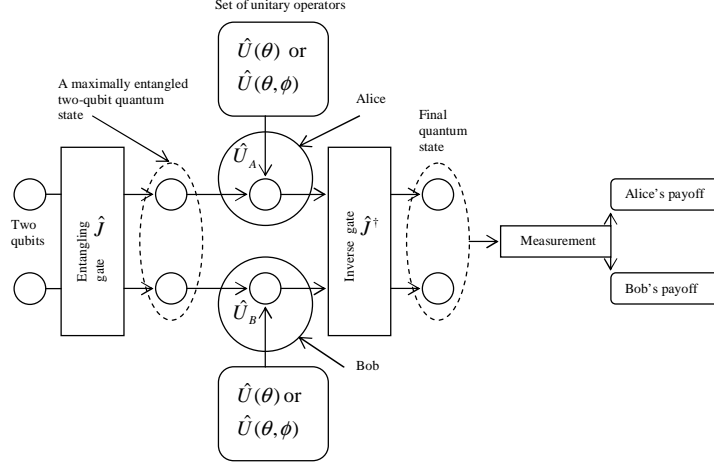 Set of unitary operators
Û(θ) or
Û(θ,ϕ)
A maximally entangled
two-qubit quantum
state
Alice
Final
quantum
state
Û_A
Two
qubits
Entangling
gate
Ĵ
Inverse gate
Ĵ†
Measurement
Alice's payoff
Bob's payoff
Û_B
Bob
Û(θ) or
Û(θ,ϕ)